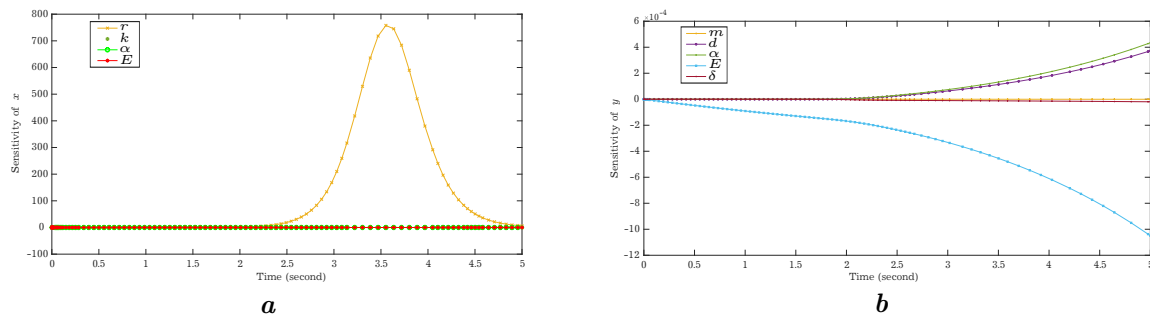 800
700
600
500
400
300
200
100
0
-100
Sensitivity of x
r
k
α
E
0 0.5 1 1.5 2 2.5 3 3.5 4 4.5 5
Time (second)
a
×10⁻⁴
6
4
2
0
−2
−4
−6
−8
−10
−12
Sensitivity of y
m
d
α
E
δ
0 0.5 1 1.5 2 2.5 3 3.5 4 4.5 5
Time (second)
b